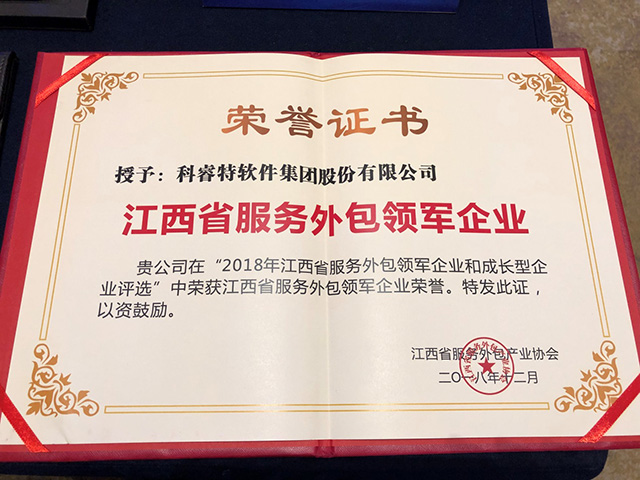 荣誉证书
授予：科睿特软件集团股份有限公司
江西省服务外包领军企业
贵公司在“2018年江西省服务外包领军企业和成长型企
业评选”中荣获江西省服务外包领军企业荣誉。特发此证，
以资鼓励。
江西省服务外包产业协会
二〇一八年十二月